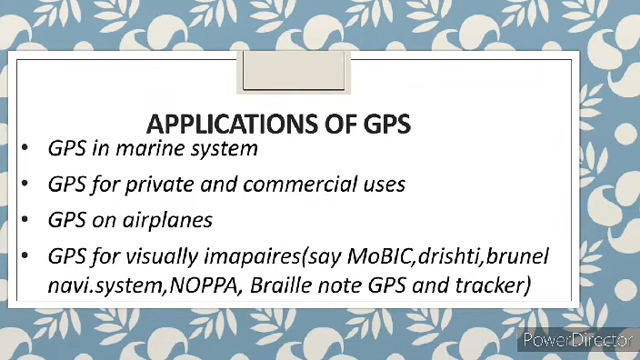 APPLICATIONS OF GPS
• GPS in marine system
• GPS for private and commercial uses
• GPS on airplanes
• GPS for visually imapaires(say MoBIC,drishti,brunel
navi.system,NOPPA, Braille note GPS and tracker)
PowerDirector